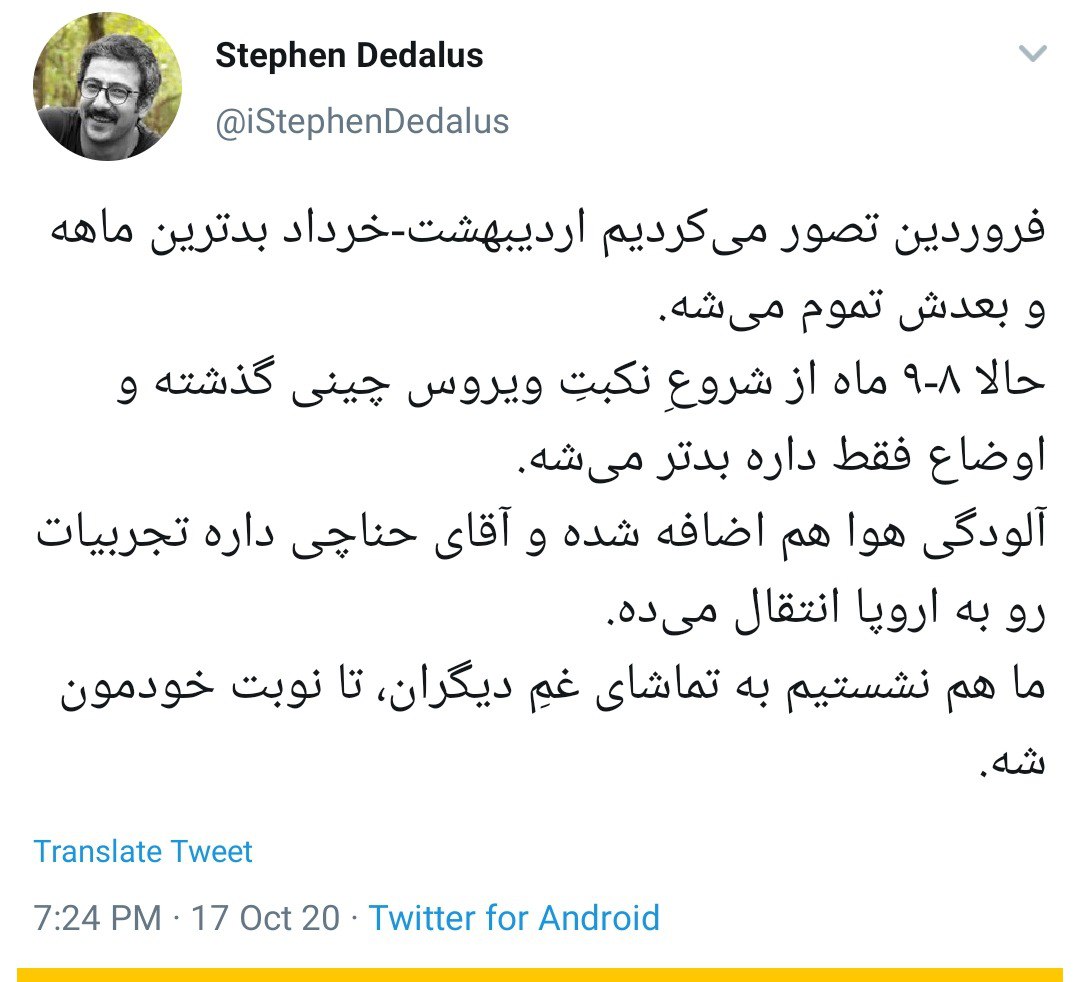 Stephen Dedalus
@iStephenDedalus
فروردین تصور می‌کردیم اردیبهشت-خرداد بدترین ماهه
و بعدش تموم می‌شه.
حالا ۸-۹ ماه از شروعِ نکبتِ ویروس چینی گذشته و
اوضاع فقط داره بدتر می‌شه.
آلودگی هوا هم اضافه شده و آقای حناچی داره تجربیات
رو به اروپا انتقال می‌ده.
ما هم نشستیم به تماشای غمِ دیگران، تا نوبت خودمون
شه.
Translate Tweet
7:24 PM · 17 Oct 20 · Twitter for Android